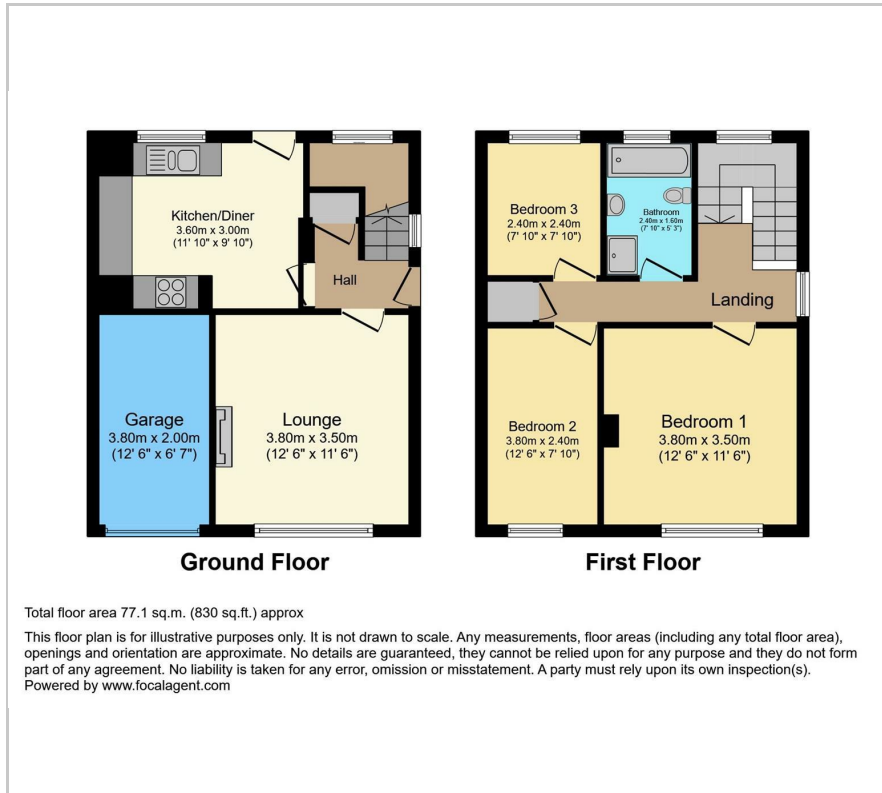 Kitchen/Diner
3.60m x 3.00m
(11' 10" x 9' 10")
Hall
Garage
3.80m x 2.00m
(12' 6" x 6' 7")
Lounge
3.80m x 3.50m
(12' 6" x 11' 6")
Ground Floor
Bedroom 3
2.40m x 2.40m
(7' 10" x 7' 10")
Bathroom
2.40m x 1.60m
(7' 10" x 5' 3")
Landing
Bedroom 2
3.80m x 2.40m
(12' 6" x 7' 10")
Bedroom 1
3.80m x 3.50m
(12' 6" x 11' 6")
First Floor
Total floor area 77.1 sq.m. (830 sq.ft.) approx
This floor plan is for illustrative purposes only. It is not drawn to scale. Any measurements, floor areas (including any total floor area),
openings and orientation are approximate. No details are guaranteed, they cannot be relied upon for any purpose and they do not form
part of any agreement. No liability is taken for any error, omission or misstatement. A party must rely upon its own inspection(s).
Powered by www.focalagent.com